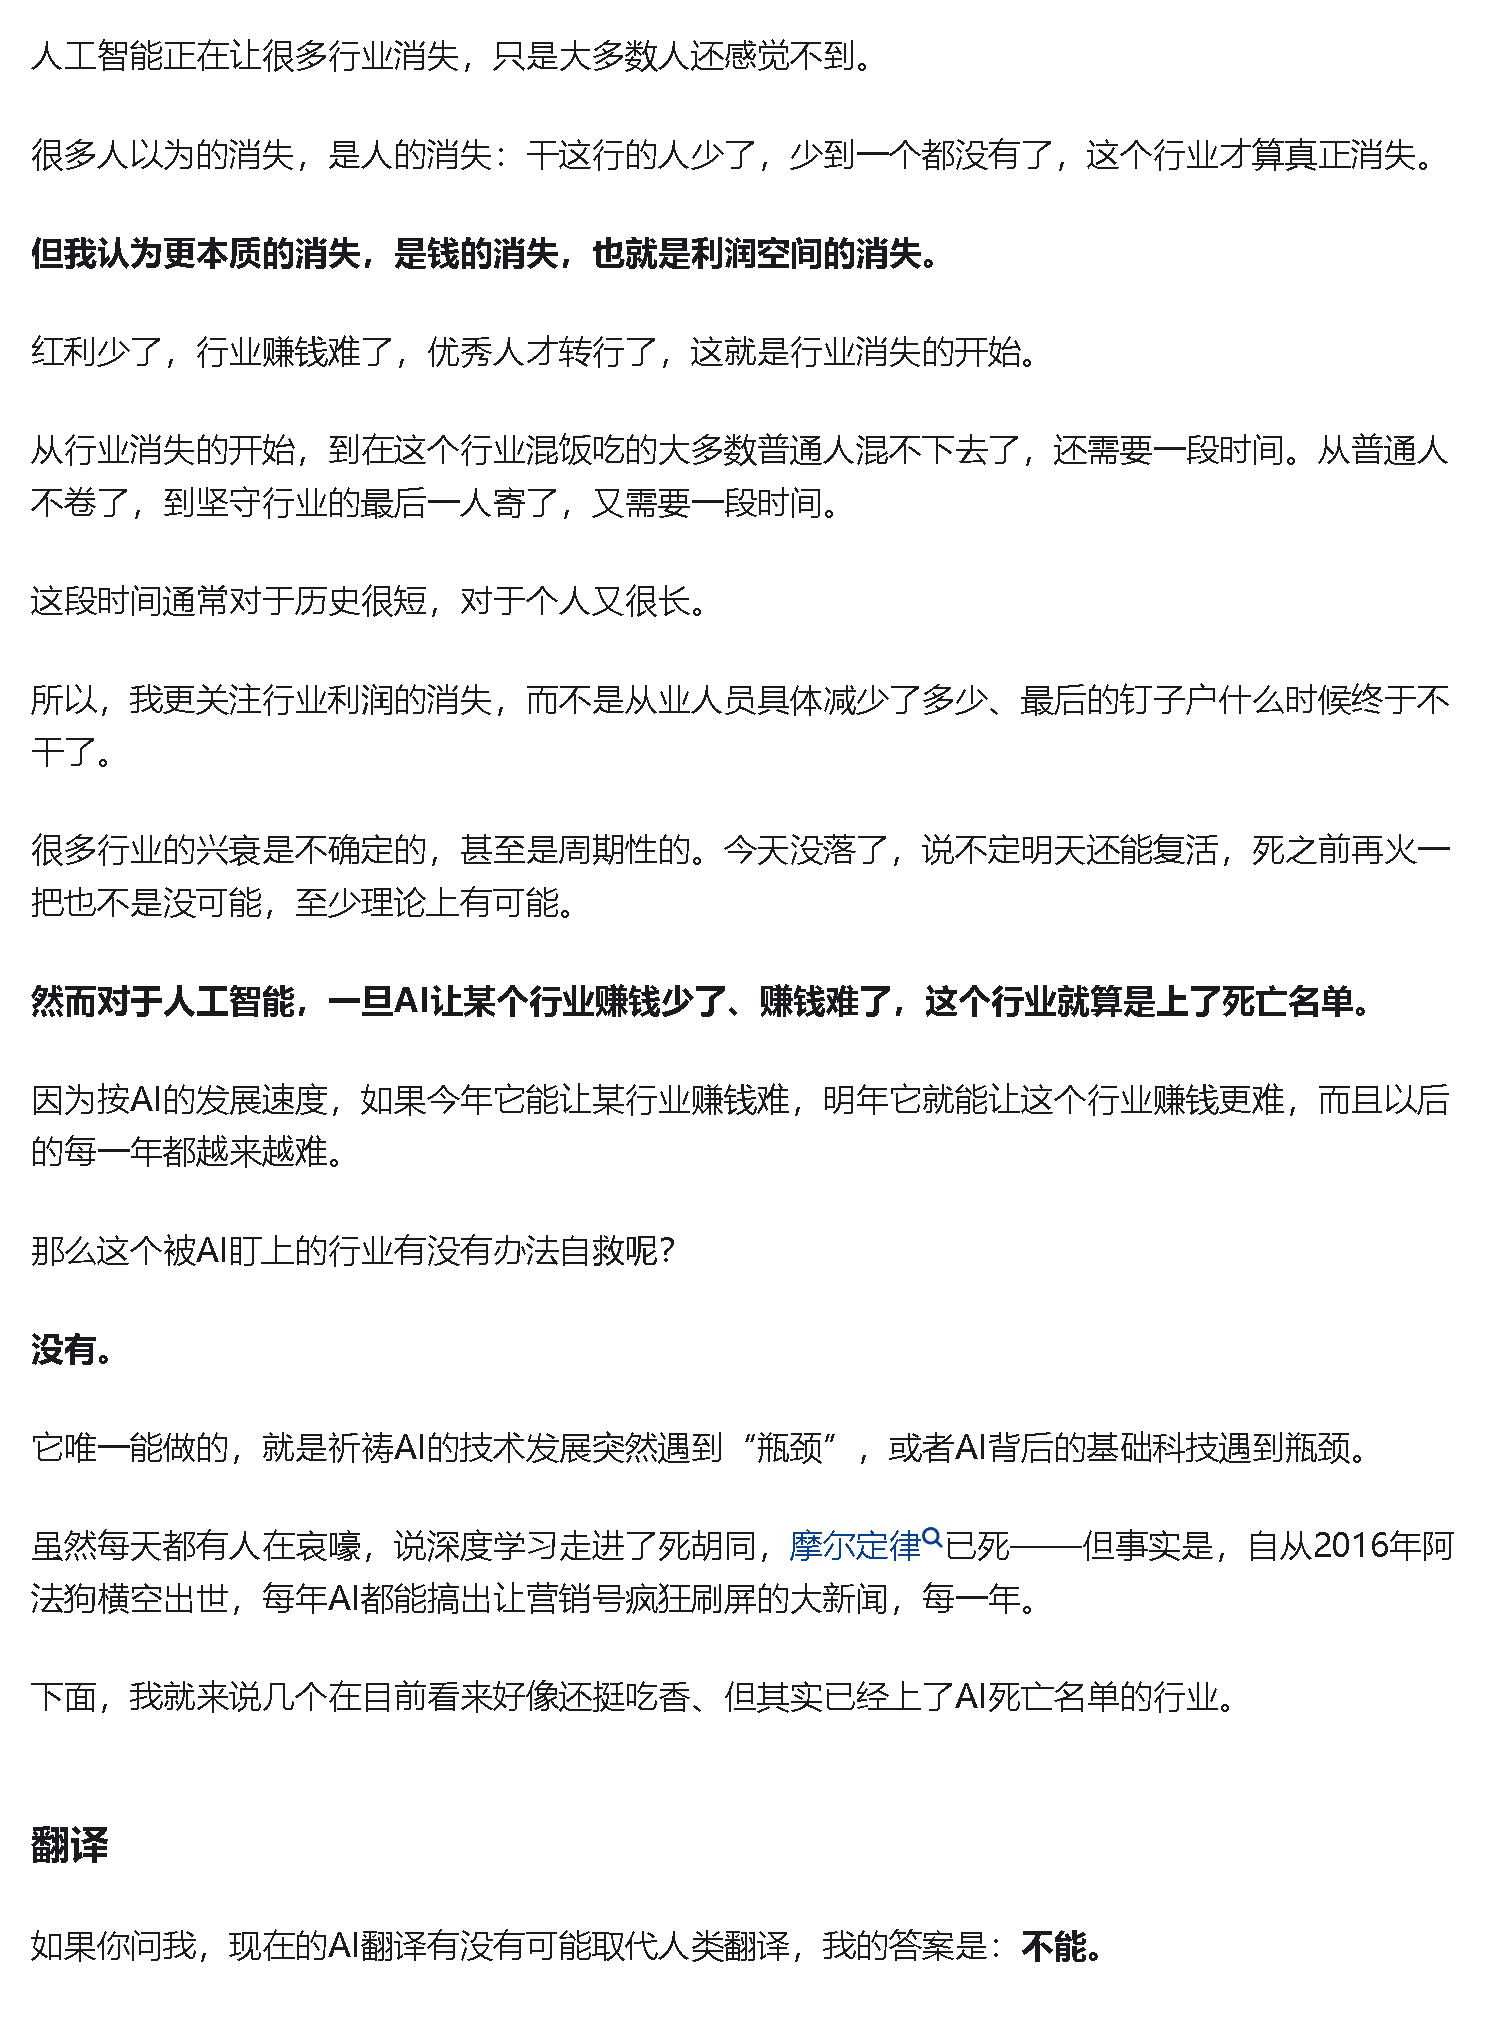 人工智能正在让很多行业消失，只是大多数人还感觉不到。
很多人以为的消失，是人的消失：干这行的人少了，少到一个都没有了，这个行业才算真正消失。
但我认为更本质的消失，是钱的消失，也就是利润空间的消失。
红利少了，行业赚钱难了，优秀人才转行了，这就是行业消失的开始。
从行业消失的开始，到在这个行业混饭吃的大多数普通人混不下去了，还需要一段时间。从普通人
不卷了，到坚守行业的最后一人寄了，又需要一段时间。
这段时间通常对于历史很短，对于个人又很长。
所以，我更关注行业利润的消失，而不是从业人员具体减少了多少、最后的钉子户什么时候终于不
干了。
很多行业的兴衰是不确定的，甚至是周期性的。今天没落了，说不定明天还能复活，死之前再火一
把也不是没可能，至少理论上有可能。
然而对于人工智能，一旦AI让某个行业赚钱少了、赚钱难了，这个行业就算是上了死亡名单。
因为按AI的发展速度，如果今年它能让某行业赚钱难，明年它就能让这个行业赚钱更难，而且以后
的每一年都越来越难。
那么这个被AI盯上的行业有没有办法自救呢？
没有。
它唯一能做的，就是祈祷AI的技术发展突然遇到“瓶颈”，或者AI背后的基础科技遇到瓶颈。
虽然每天都有人在哀嚎，说深度学习走进了死胡同，摩尔定律已死——但事实是，自从2016年阿
法狗横空出世，每年AI都能搞出让营销号疯狂刷屏的大新闻，每一年。
下面，我就来说几个在目前看来好像还挺吃香、但其实已经上了AI死亡名单的行业。
翻译
如果你问我，现在的AI翻译有没有可能取代人类翻译，我的答案是：不能。